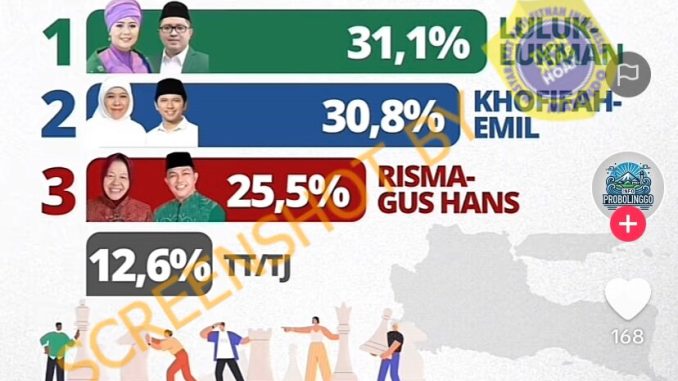 1
31,1%
LULUK-
LUKMAN
2
30,8%
KHOFIFAH-
EMIL
3
25,5%
RISMA-
GUS HANS
12,6%
TT/TJ
SCREENSHOT BY
INFO
PROBOLINGGO
168